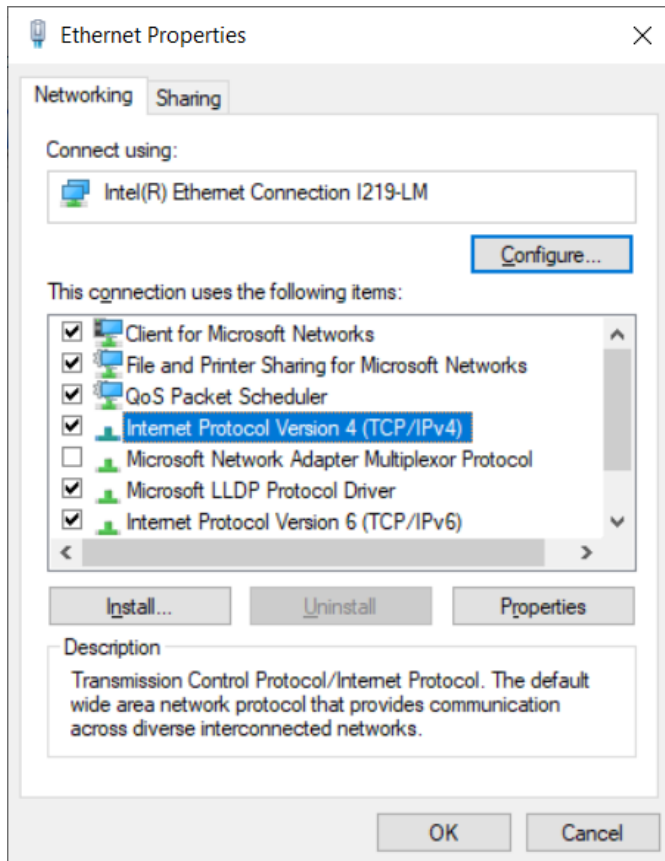 Ethernet Properties
Networking
Sharing
Connect using:
Intel(R) Ethernet Connection I219-LM
Configure...
This connection uses the following items:
Client for Microsoft Networks
File and Printer Sharing for Microsoft Networks
QoS Packet Scheduler
Internet Protocol Version 4 (TCP/IPv4)
Microsoft Network Adapter Multiplexor Protocol
Microsoft LLDP Protocol Driver
Internet Protocol Version 6 (TCP/IPv6)
Install...
Uninstall
Properties
Description
Transmission Control Protocol/Internet Protocol. The default
wide area network protocol that provides communication
across diverse interconnected networks.
OK
Cancel